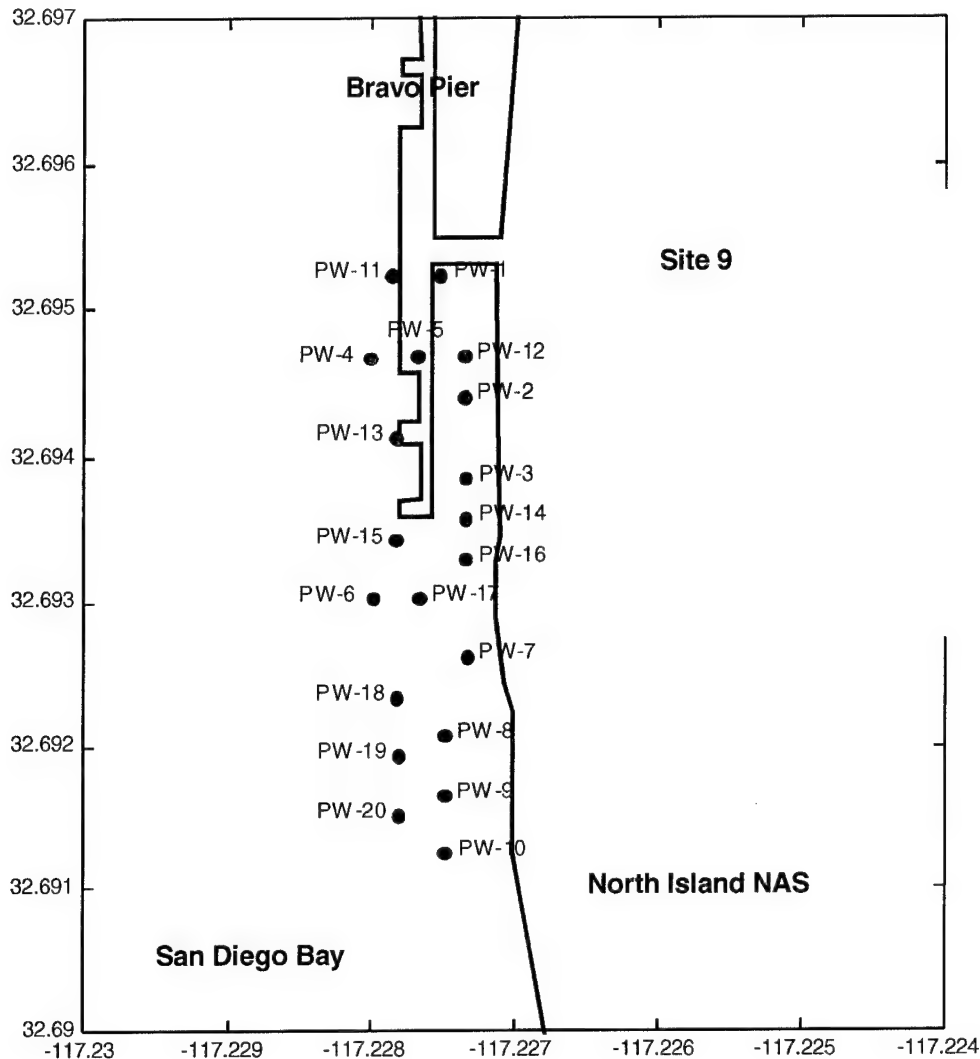 32.697
Bravo Pier
32.696
Site 9
PW-11
PW-1
32.695
PW-5
PW-4
PW-12
PW-2
PW-13
32.694
PW-3
PW-14
PW-15
PW-16
PW-6
PW-17
32.693
PW-7
PW-18
PW-8
32.692
PW-19
PW-9
PW-20
PW-10
32.691
North Island NAS
San Diego Bay
32.69
-117.23
-117.229
-117.228
-117.227
-117.226
-117.225
-117.224